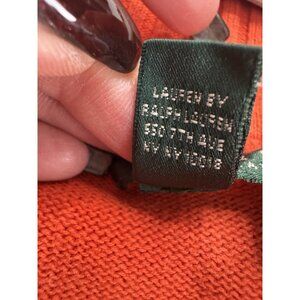 LAUREN BY
RALPH LAUREN
550 7TH AVE
NY NY 10018